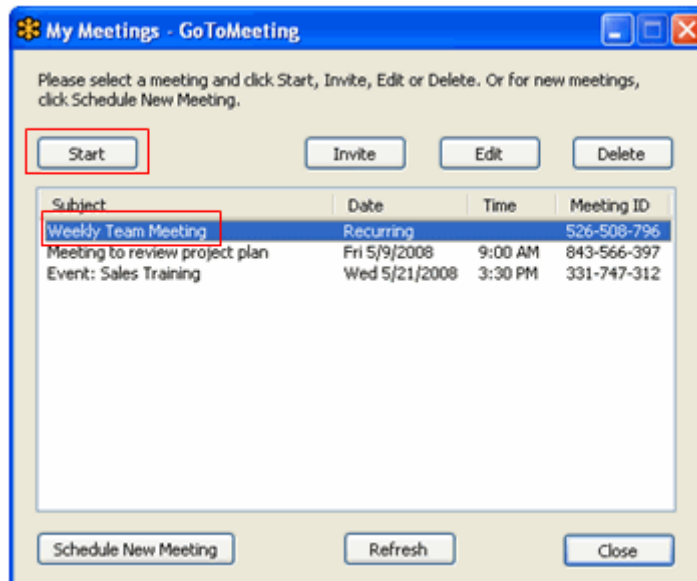 My Meetings - GoToMeeting
Please select a meeting and click Start, Invite, Edit or Delete. Or for new meetings,
click Schedule New Meeting.
Start Invite Edit Delete
Subject Date Time Meeting ID
Weekly Team Meeting Recurring 526-508-796
Meeting to review project plan Fri 5/9/2008 9:00 AM 843-566-397
Event: Sales Training Wed 5/21/2008 3:30 PM 331-747-312
Schedule New Meeting Refresh Close